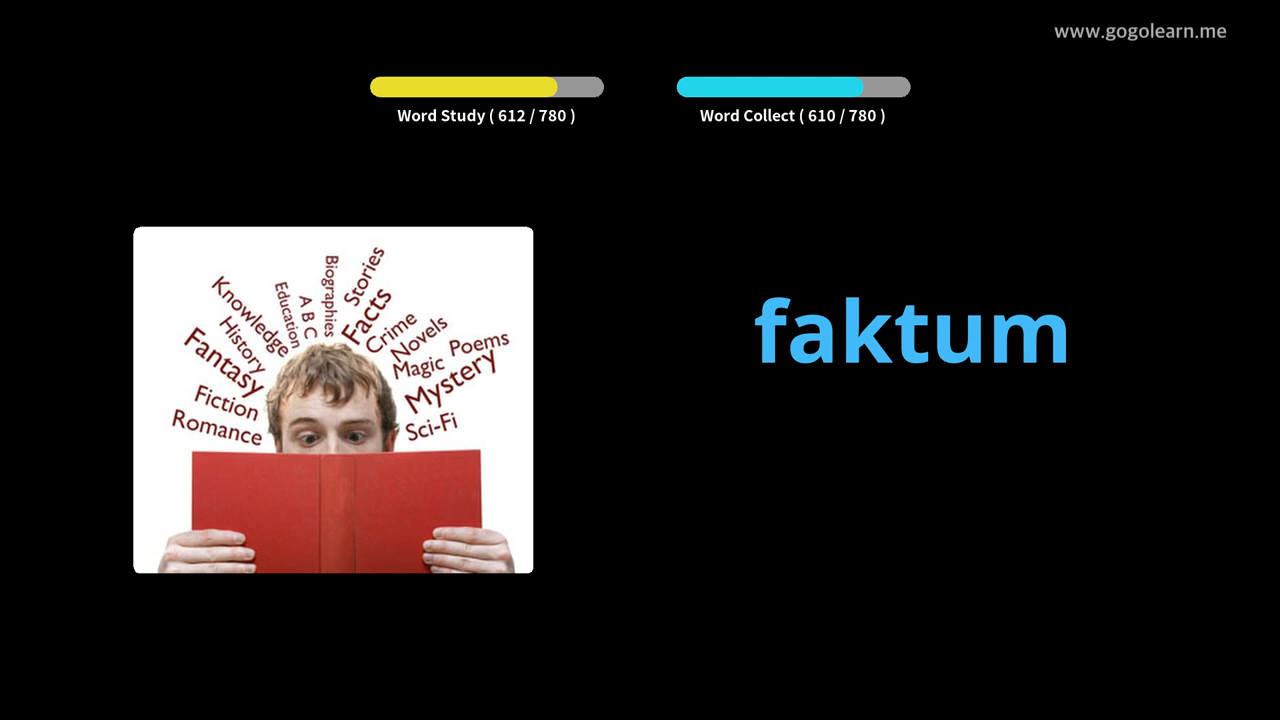 www.gogolearn.me
Word Study ( 612 / 780 )
Word Collect ( 610 / 780 )
Stories
Biographies
Facts
A B C
Education
Knowledge
History
Crime
Novels
Poems
Magic
Mystery
Fantasy
Fiction
Romance
Sci-Fi
faktum